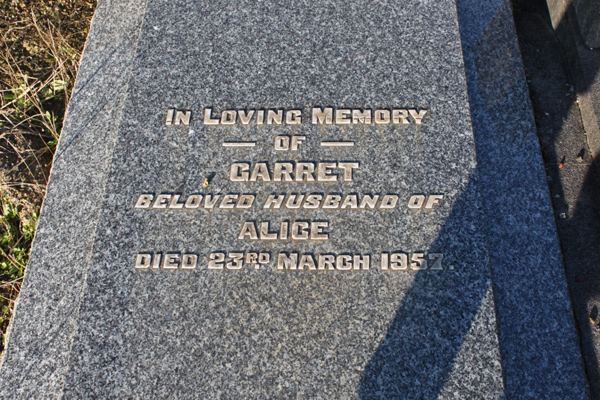 In Loving Memory
— OF —
GARRET
BELOVED HUSBAND OF
ALICE
DIED 23RD MARCH 1957.